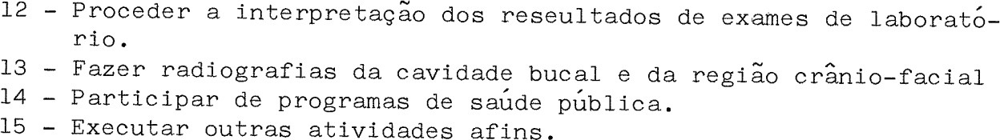 12 - Proceder a interpretação dos reseultados de exames de laborató-
rio.
13 - Fazer radiografias da cavidade bucal e da região crânio-facial
14 - Participar de programas de saúde pública.
15 - Executar outras atividades afins.